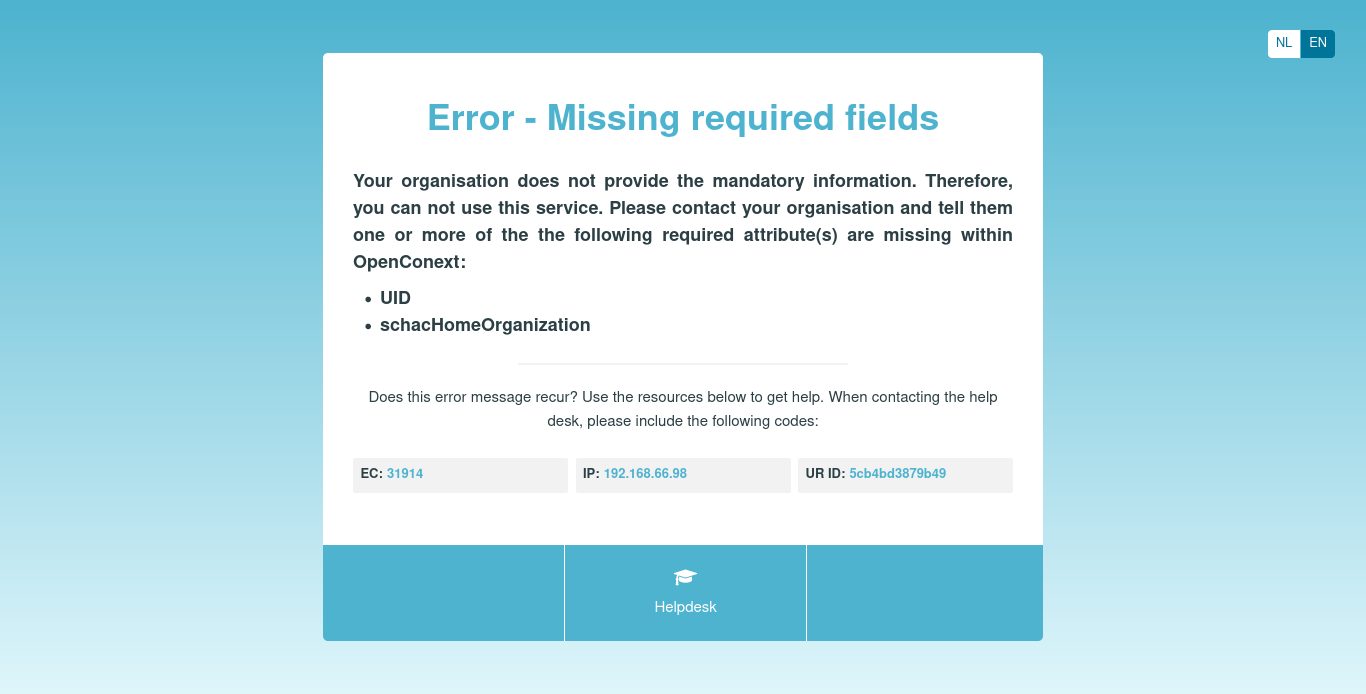 NL EN
Error - Missing required fields
Your organisation does not provide the mandatory information. Therefore,
you can not use this service. Please contact your organisation and tell them
one or more of the the following required attribute(s) are missing within
OpenConext:
• UID
• schacHomeOrganization
Does this error message recur? Use the resources below to get help. When contacting the help
desk, please include the following codes:
EC: 31914 IP: 192.168.66.98 UR ID: 5cb4bd3879b49
Helpdesk